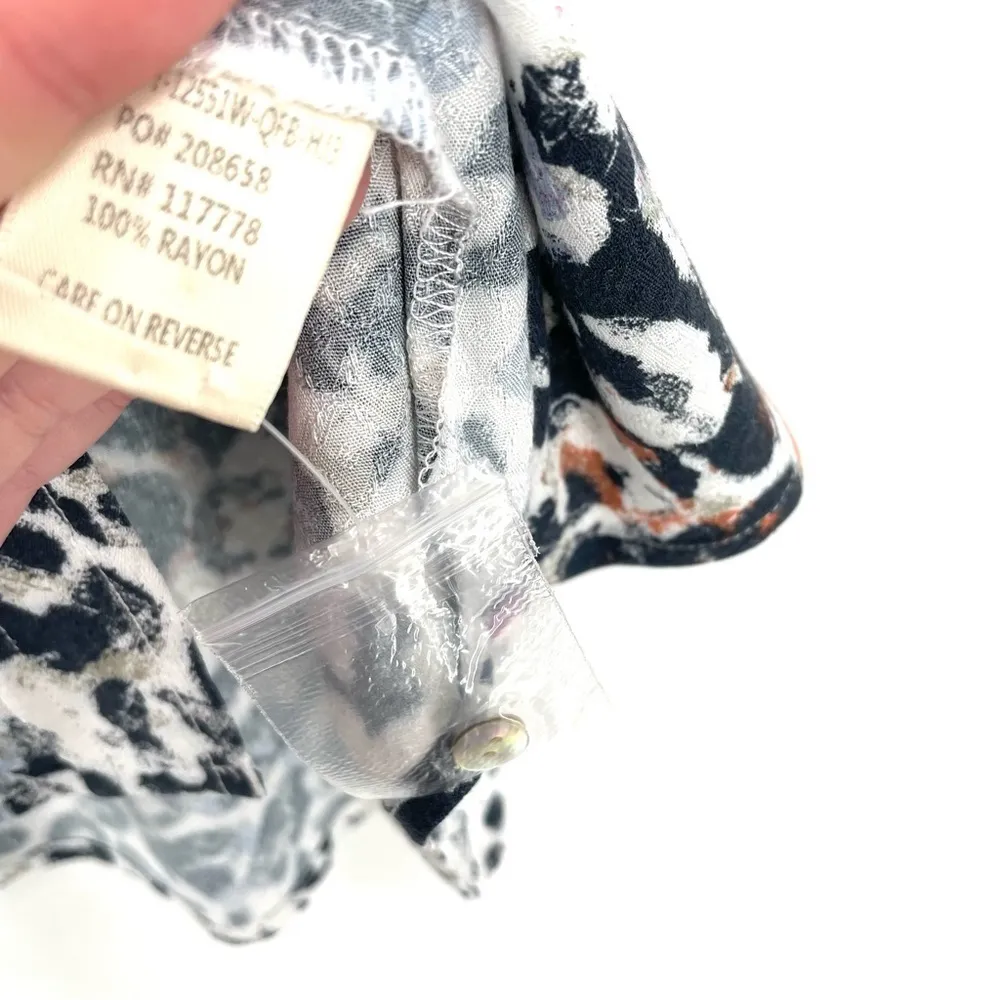 PO# 208658
RN# 117778
100% RAYON
CARE ON REVERSE